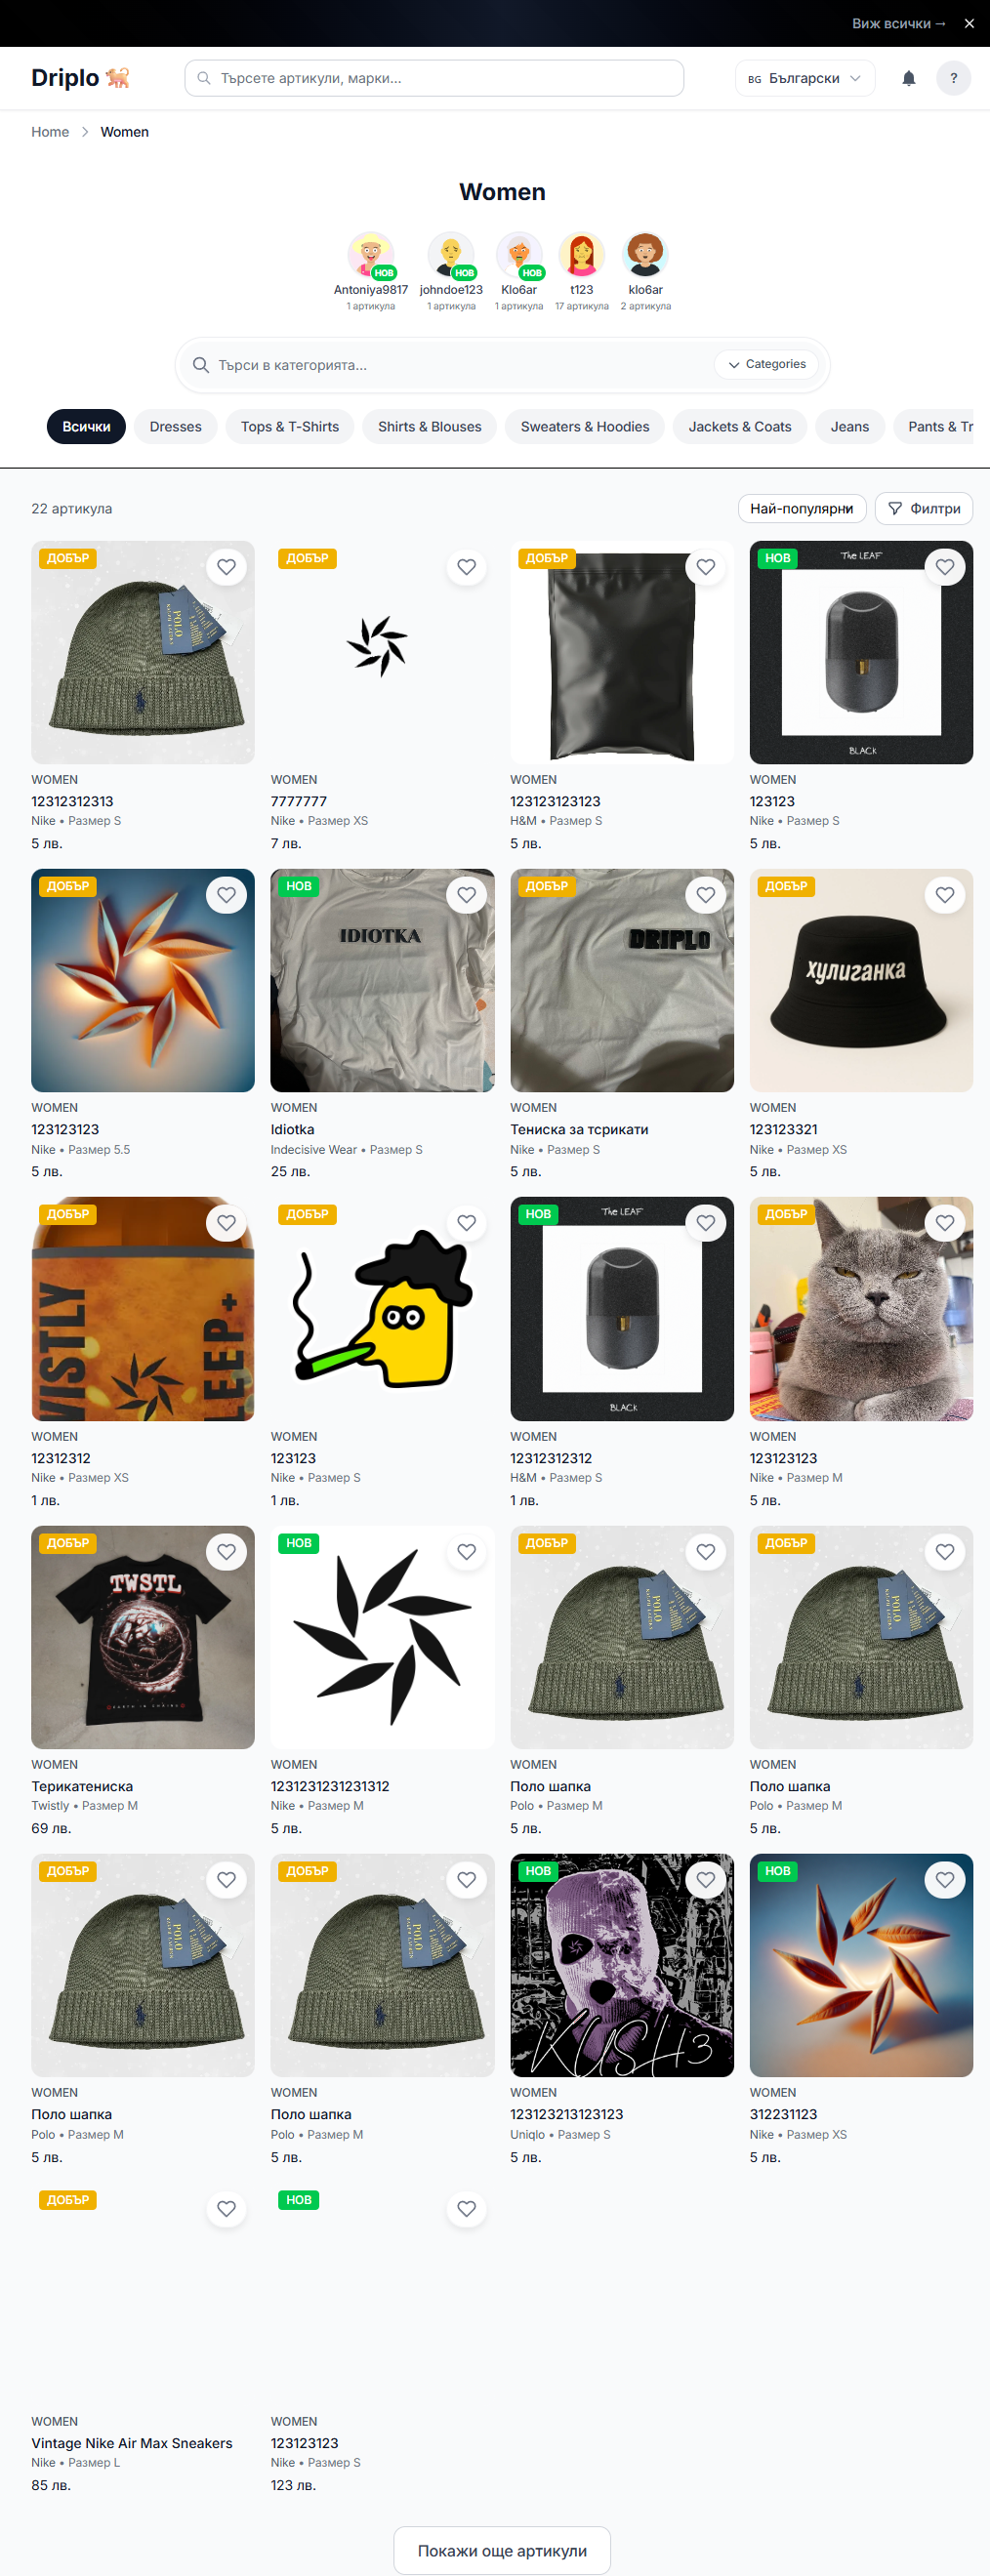 Виж всички →
Driplo
Търсете артикули, марки...
BG Български
?
Home > Women
Women
НОВ
НОВ
НОВ
Antoniya9817
johndoe123
Klo6ar
t123
klo6ar
1 артикула
1 артикула
1 артикула
17 артикула
2 артикула
Търси в категорията...
Categories
Всички
Dresses
Tops & T-Shirts
Shirts & Blouses
Sweaters & Hoodies
Jackets & Coats
Jeans
Pants & Tr
22 артикула
Най-популярни
Филтри
ДОБЪР
POLO
ДОБЪР
ДОБЪР
НОВ
The LEAF
BLACK
WOMEN
12312312313
Nike • Размер S
5 лв.
WOMEN
7777777
Nike • Размер XS
7 лв.
WOMEN
123123123123
H&M • Размер S
5 лв.
WOMEN
123123
Nike • Размер S
5 лв.
ДОБЪР
НОВ
IDIOTKA
ДОБЪР
DRIPLO
ДОБЪР
хулиганка
WOMEN
123123123
Nike • Размер 5.5
5 лв.
WOMEN
Idiotka
Indecisive Wear • Размер S
25 лв.
WOMEN
Тениска за тсрикати
Nike • Размер S
5 лв.
WOMEN
123123321
Nike • Размер XS
5 лв.
ДОБЪР
VISTLY
LEEP+
ДОБЪР
НОВ
The LEAF
BLACK
ДОБЪР
WOMEN
12312312
Nike • Размер XS
1 лв.
WOMEN
123123
Nike • Размер S
1 лв.
WOMEN
12312312312
H&M • Размер S
1 лв.
WOMEN
123123123
Nike • Размер M
5 лв.
ДОБЪР
TWSTL
НОВ
ДОБЪР
POLO
ДОБЪР
POLO
WOMEN
Терикатениска
Twistly • Размер M
69 лв.
WOMEN
1231231231231312
Nike • Размер M
5 лв.
WOMEN
Поло шапка
Polo • Размер M
5 лв.
WOMEN
Поло шапка
Polo • Размер M
5 лв.
ДОБЪР
POLO
ДОБЪР
POLO
НОВ
KUSH3
НОВ
WOMEN
Поло шапка
Polo • Размер M
5 лв.
WOMEN
Поло шапка
Polo • Размер M
5 лв.
WOMEN
123123213123123
Uniqlo • Размер S
5 лв.
WOMEN
312231123
Nike • Размер XS
5 лв.
ДОБЪР
НОВ
WOMEN
Vintage Nike Air Max Sneakers
Nike • Размер L
85 лв.
WOMEN
123123123
Nike • Размер S
123 лв.
Покажи още артикули